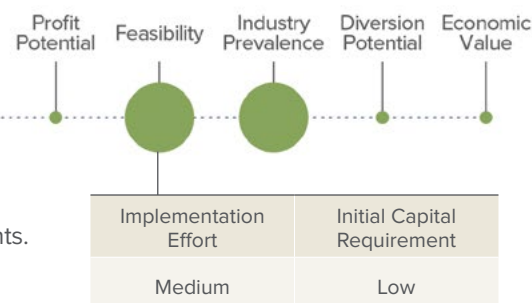 Profit
Potential
Feasibility
Industry
Prevalence
Diversion
Potential
Economic
Value
nts.
Implementation
Effort
Initial Capital
Requirement
Medium
Low